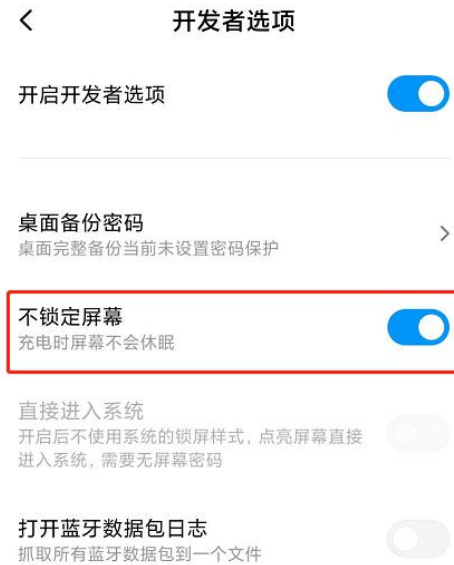 开发者选项
开启开发者选项
桌面备份密码
桌面完整备份当前未设置密码保护
不锁定屏幕
充电时屏幕不会休眠
直接进入系统
开启后不使用系统的锁屏样式，点亮屏幕直接
进入系统，需要无屏幕密码
打开蓝牙数据包日志
抓取所有蓝牙数据包到一个文件